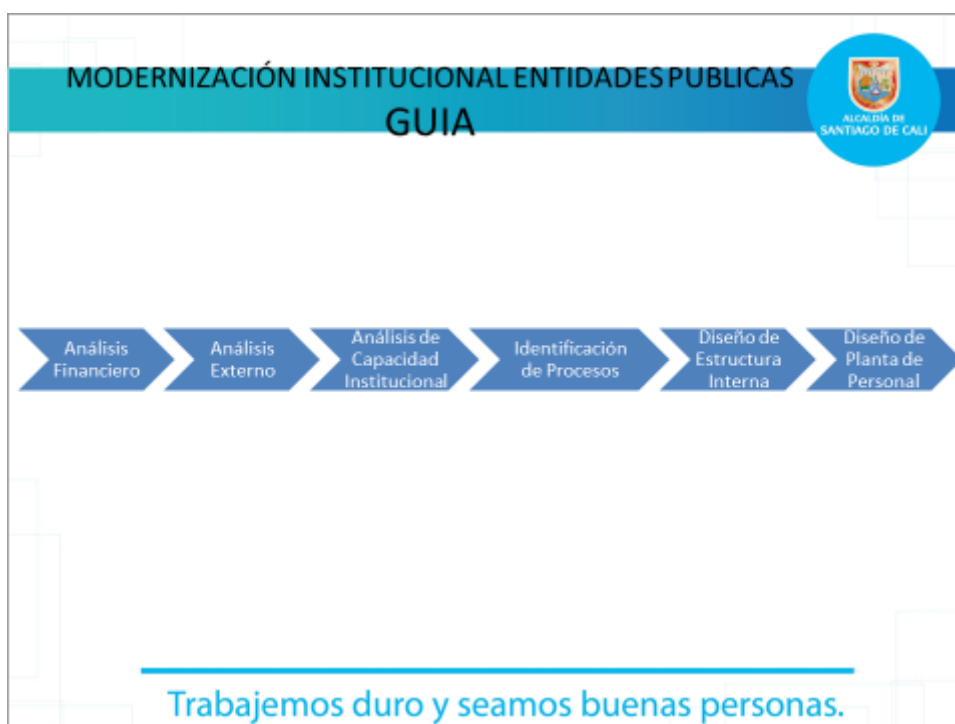 MODERNIZACIÓN INSTITUCIONAL ENTIDADES PUBLICAS
GUIA
ALCALDÍA DE
SANTIAGO DE CALI
Análisis
Financiero
Análisis
Externo
Análisis de
Capacidad
Institucional
Identificación
de Procesos
Diseño de
Estructura
Interna
Diseño de
Planta de
Personal
Trabajemos duro y seamos buenas personas.